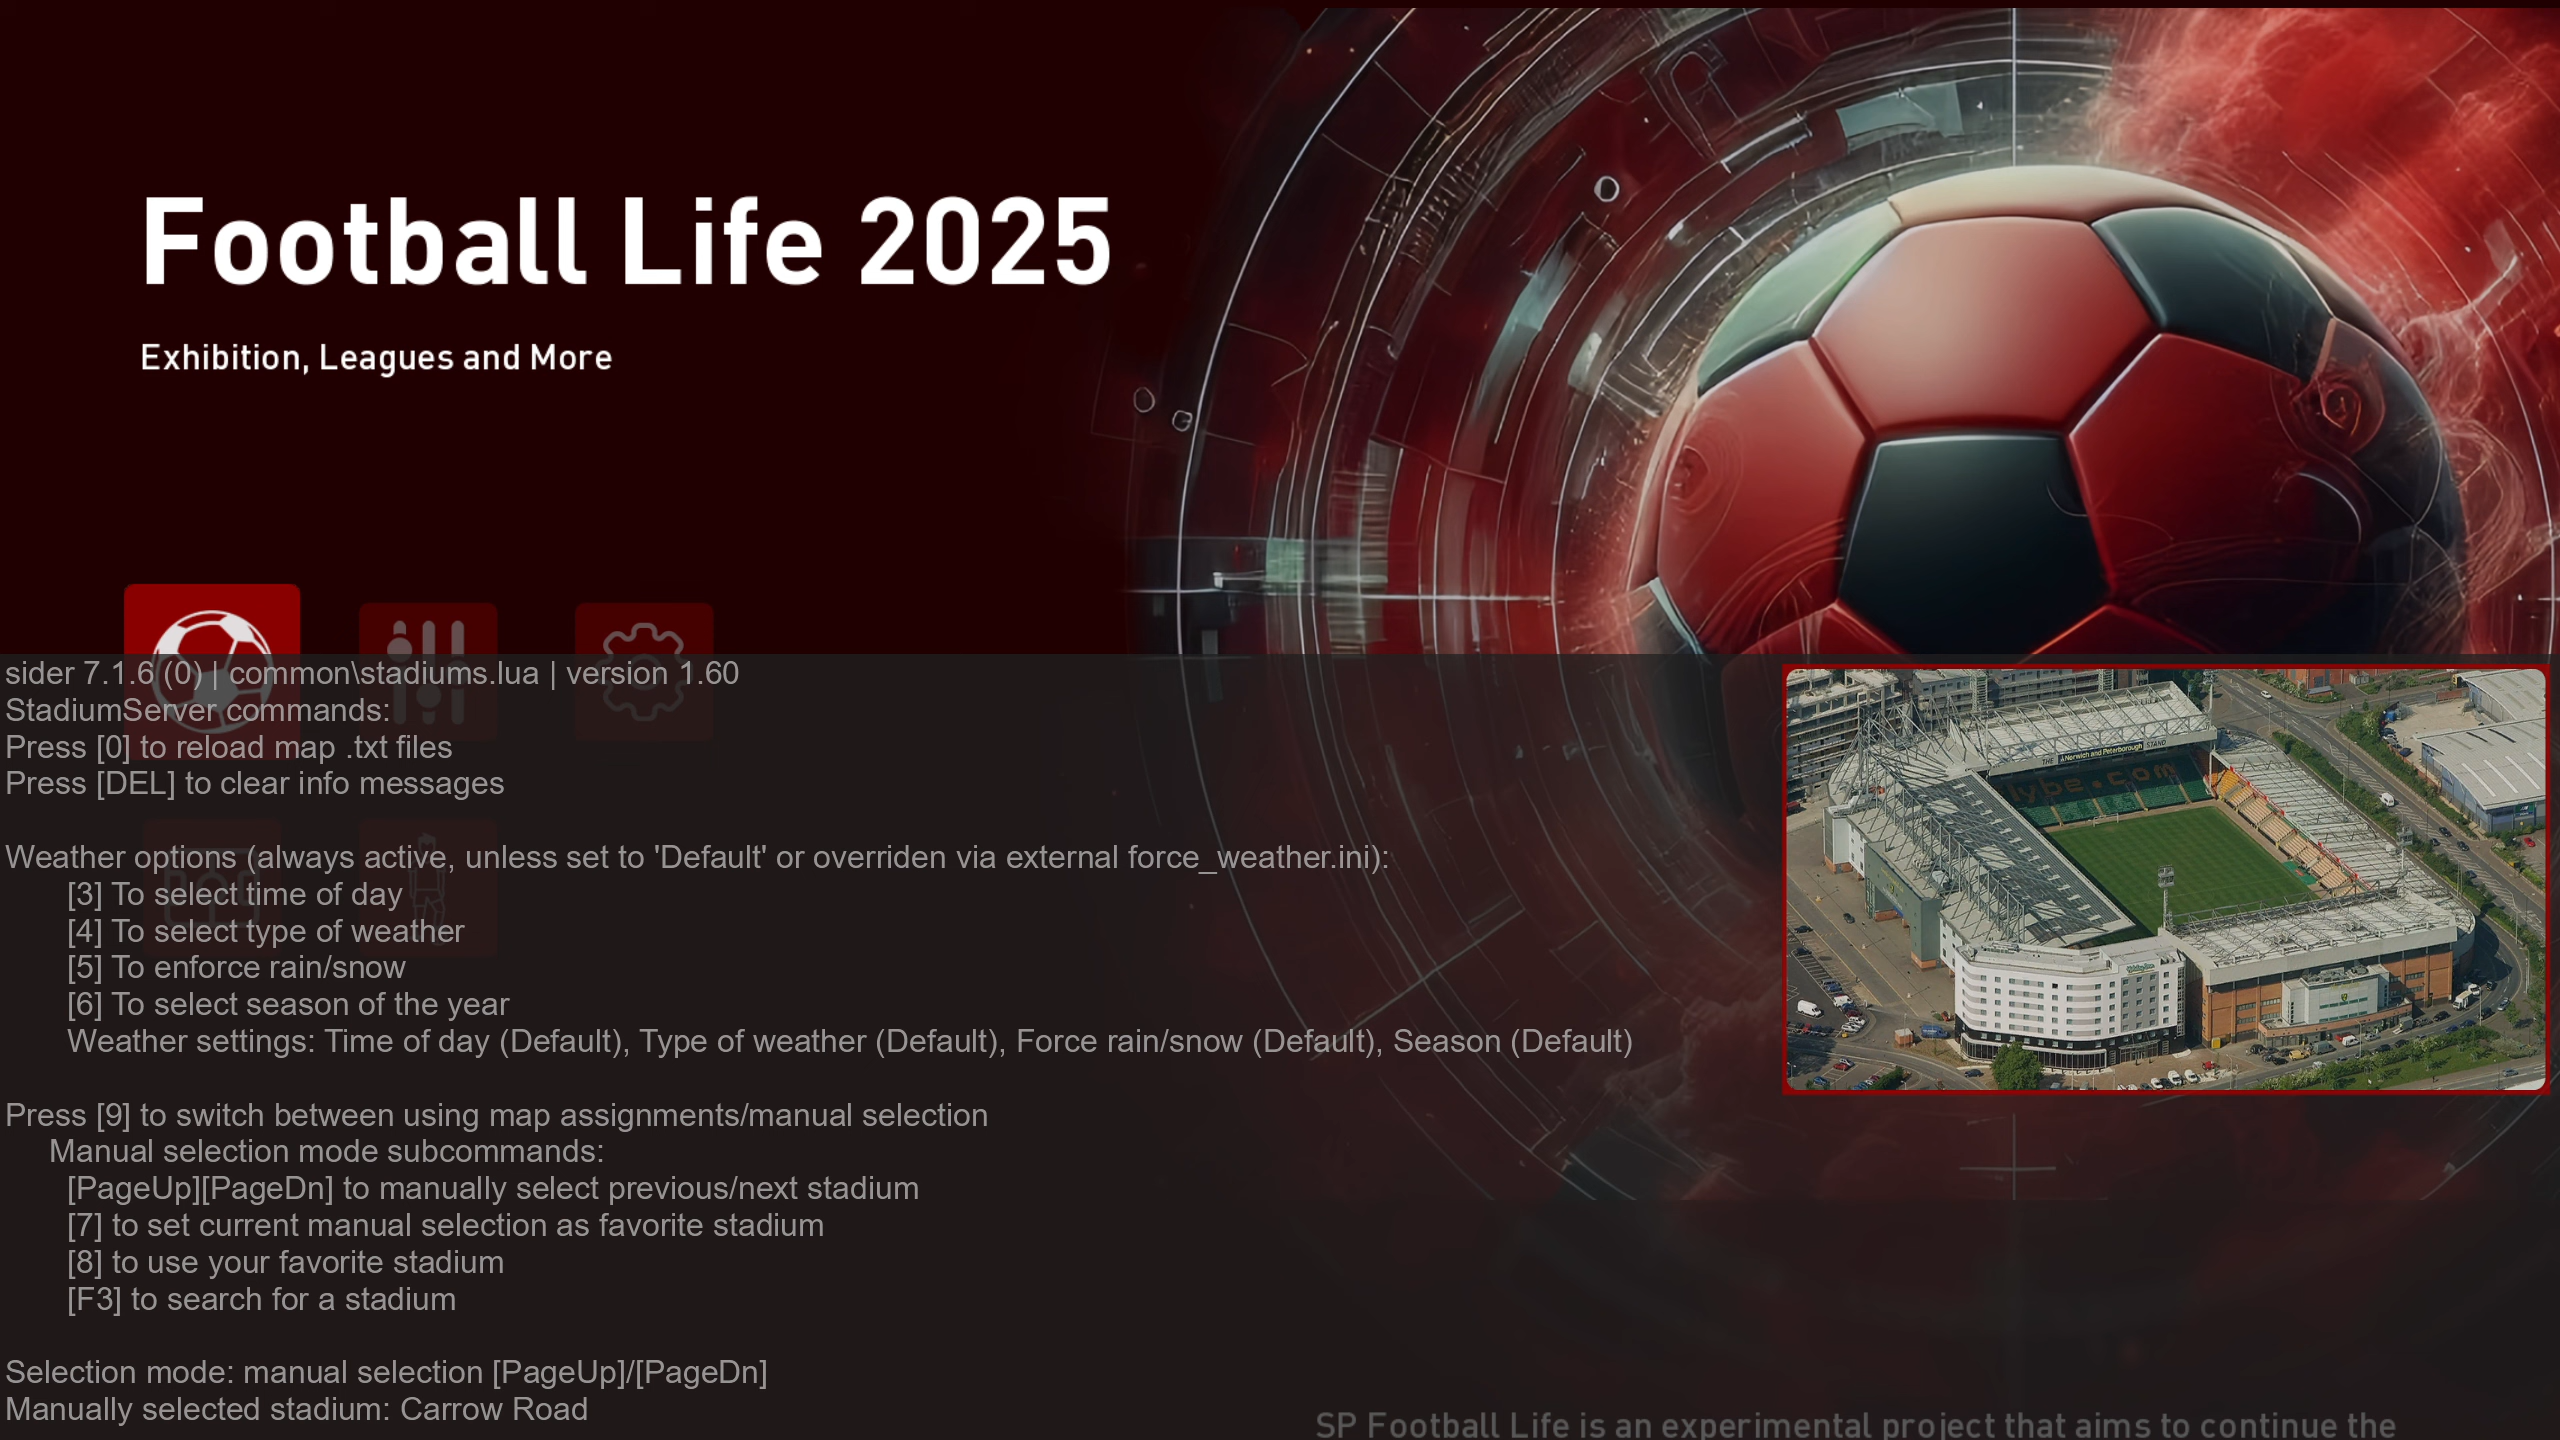 Football Life 2025
Exhibition, Leagues and More
sider 7.1.6 (0) | common\stadiums.lua | version 1.60
StadiumServer commands:
Press [0] to reload map .txt files
Press [DEL] to clear info messages
Weather options (always active, unless set to 'Default' or overriden via external force_weather.ini):
[3] To select time of day
[4] To select type of weather
[5] To enforce rain/snow
[6] To select season of the year
Weather settings: Time of day (Default), Type of weather (Default), Force rain/snow (Default), Season (Default)
Press [9] to switch between using map assignments/manual selection
Manual selection mode subcommands:
[PageUp][PageDn] to manually select previous/next stadium
[7] to set current manual selection as favorite stadium
[8] to use your favorite stadium
[F3] to search for a stadium
Selection mode: manual selection [PageUp]/[PageDn]
Manually selected stadium: Carrow Road
THE Norwich and Peterborough STAND
lybe.com
SP Football Life is an experimental project that aims to continue the